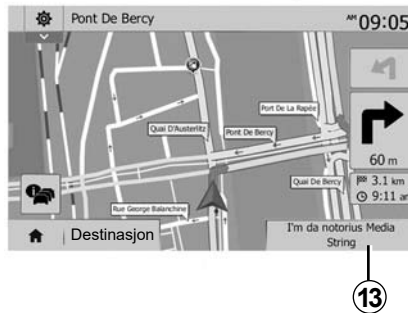 Pont De Bercy
AM 09:05
Port De La Rapée
Quai D'Austerlitz
Pont De Bercy
60 m
Quai De Bercy
3.1 km
9:11 am
Rue George Balanchine
Destinasjon
I'm da notorius Media
String
13